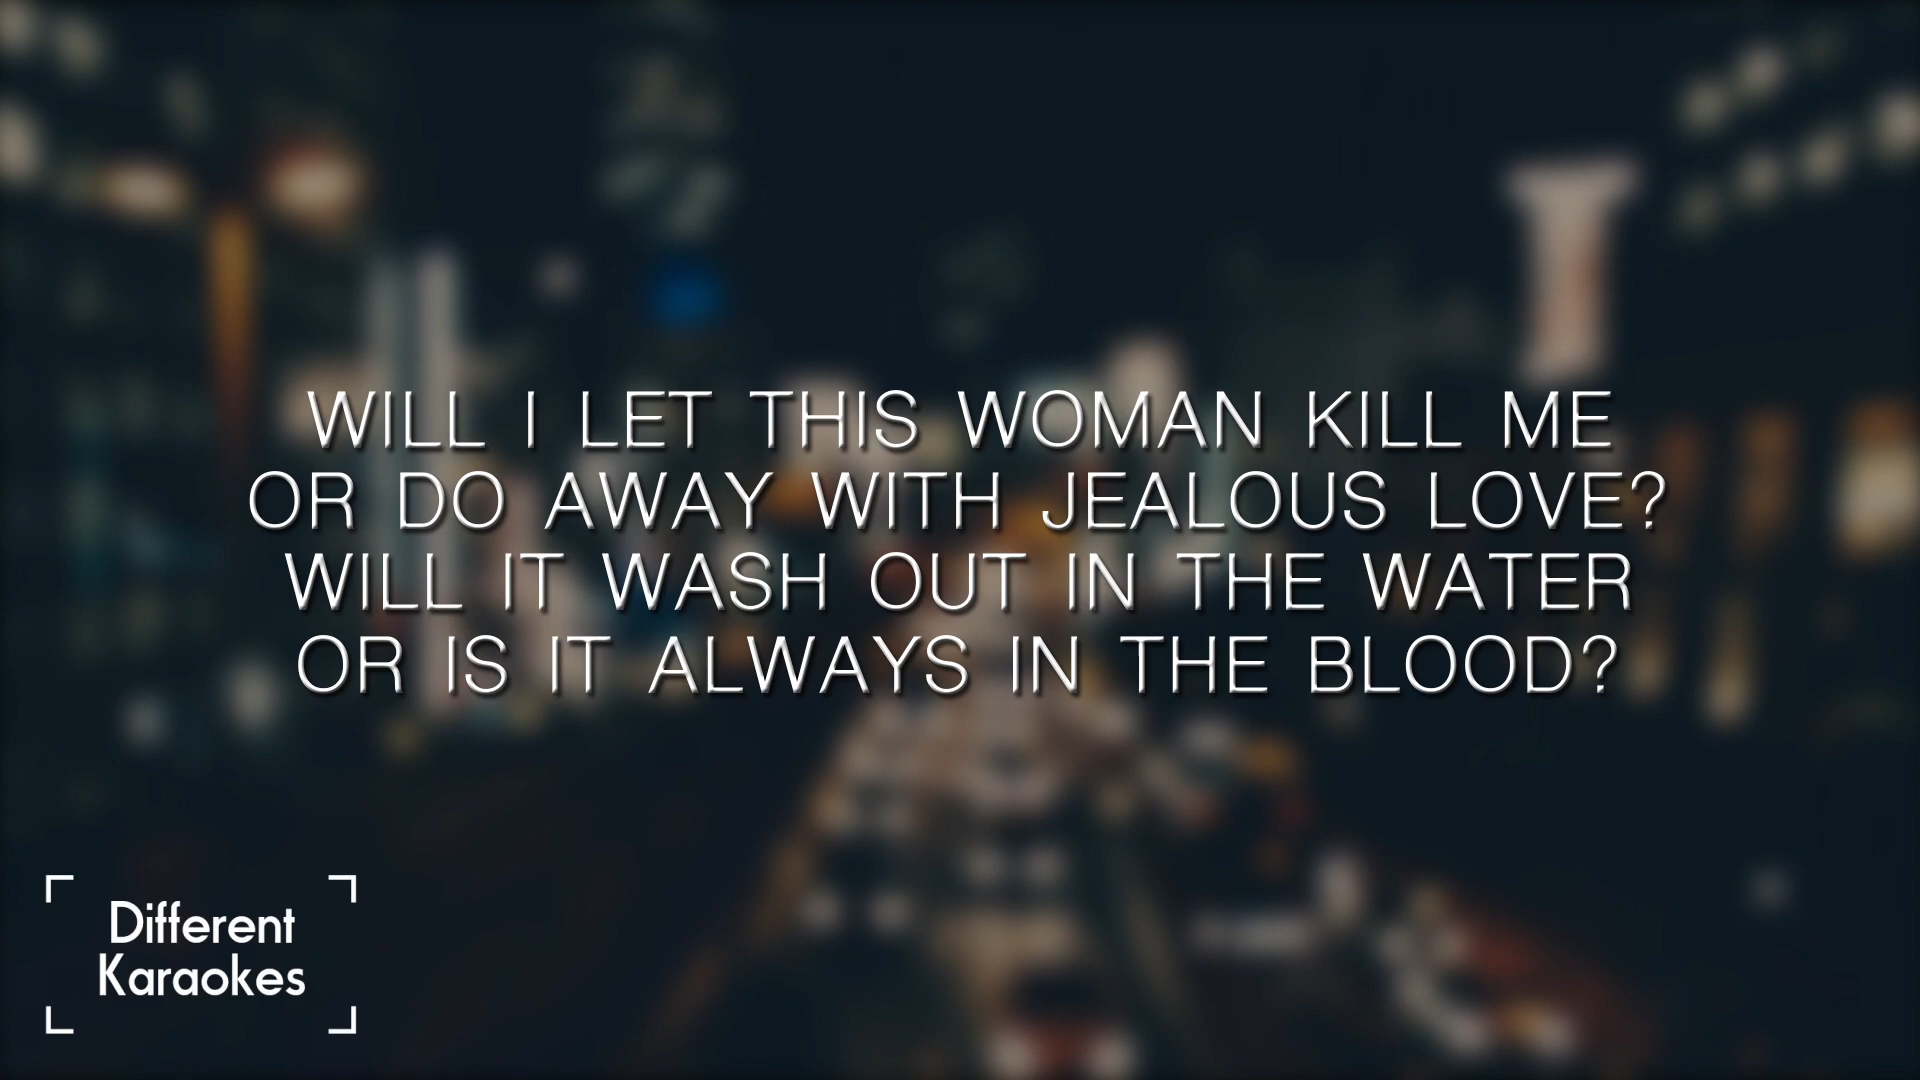 WILL I LET THIS WOMAN KILL ME
OR DO AWAY WITH JEALOUS LOVE?
WILL IT WASH OUT IN THE WATER
OR IS IT ALWAYS IN THE BLOOD?
Different
Karaokes